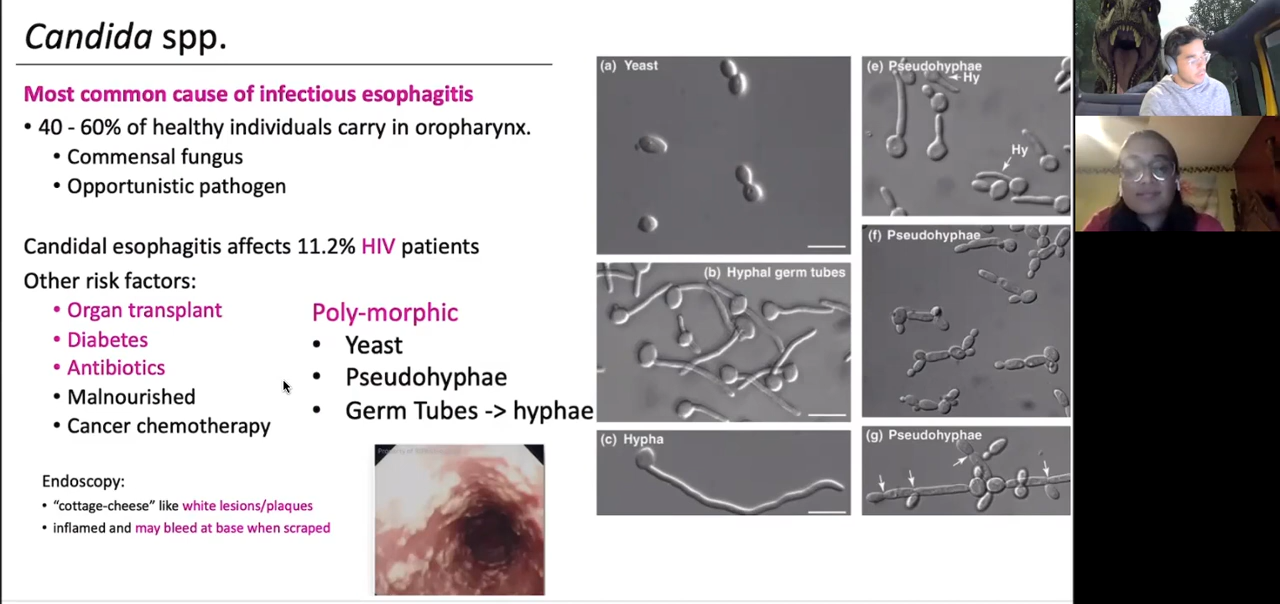 Candida spp.
Most common cause of infectious esophagitis
• 40 - 60% of healthy individuals carry in oropharynx.
• Commensal fungus
• Opportunistic pathogen
Candidal esophagitis affects 11.2% HIV patients
Other risk factors:
• Organ transplant
• Diabetes
• Antibiotics
• Malnourished
• Cancer chemotherapy
Poly-morphic
• Yeast
• Pseudohyphae
• Germ Tubes -> hyphae
Endoscopy:
• “cottage-cheese” like white lesions/plaques
• inflamed and may bleed at base when scraped
(a) Yeast
(b) Hyphal germ tubes
(c) Hypha
(e) Pseudohyphae
Hy
Hy
(f) Pseudohyphae
(g) Pseudohyphae